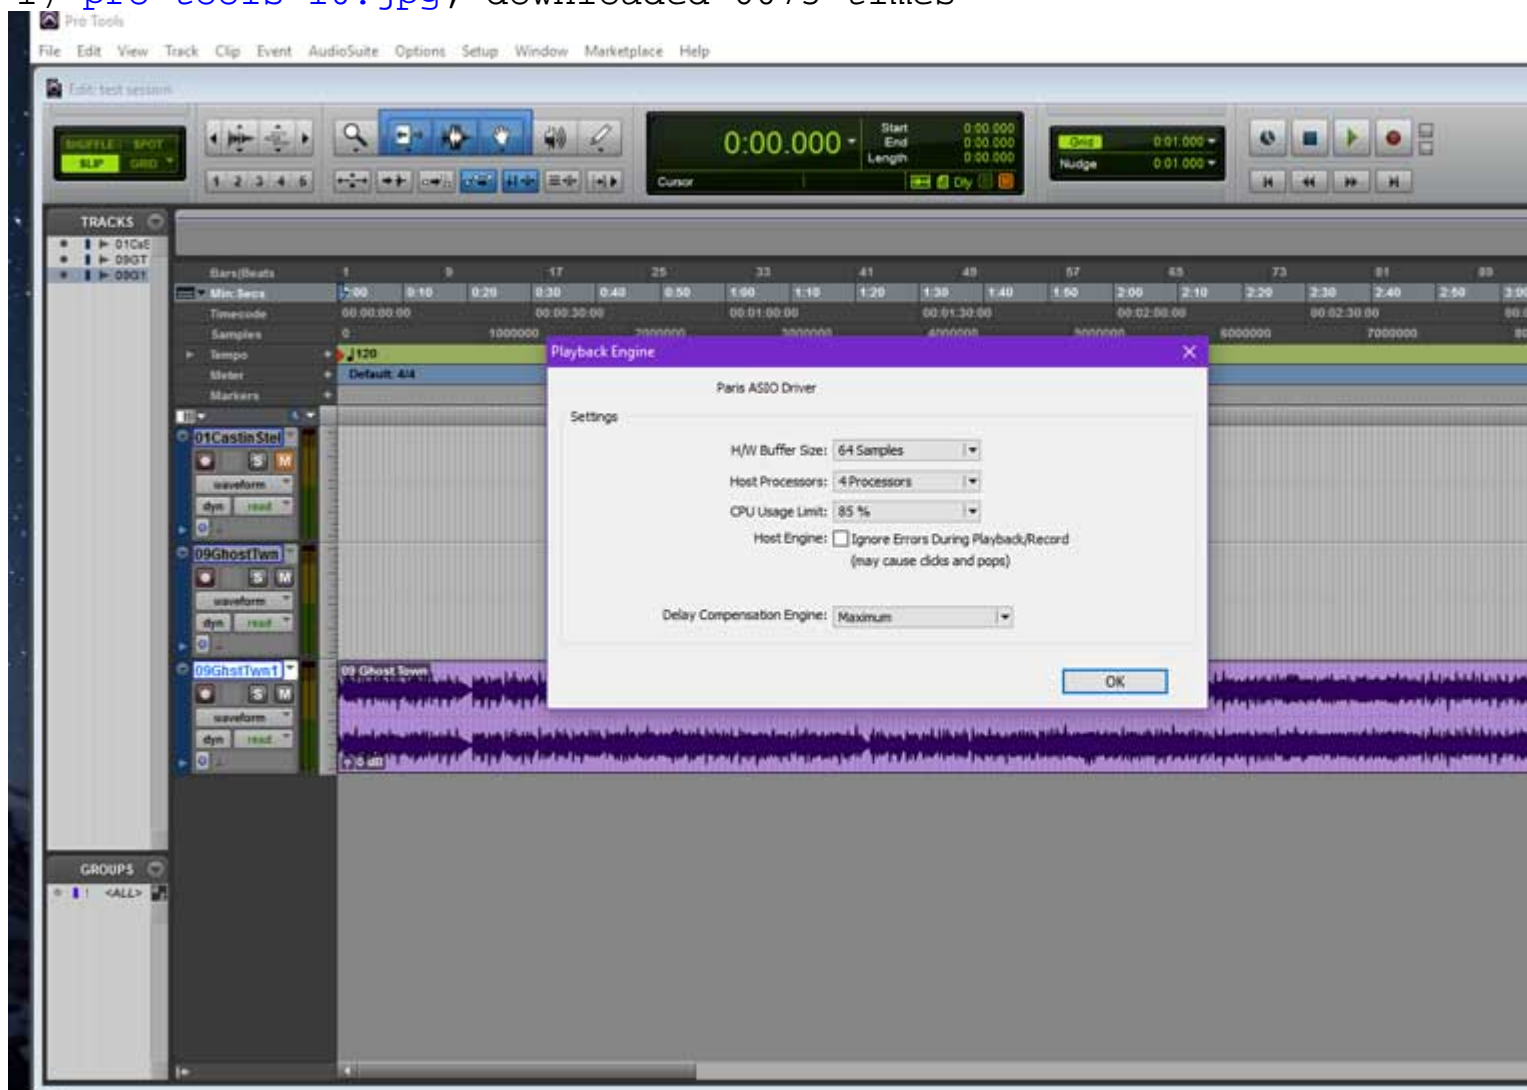 Pro Tools
File Edit View Track Clip Event AudioSuite Options Setup Window Marketplace Help
Edit: test session
SHUFFLE SPOT
SLIP GRID
1 2 3 4 5
0:00.000
Start 0:00.000
End 0:00.000
Length 0:00.000
Cursor
Dly
Grid 0:01.000
Nudge 0:01.000
TRACKS
01CsS
09GT
09GT
Bars|Beats 1 9 17 25 33 41 49 57 65 73 81 89
Min:Secs 0:00 0:10 0:20 0:30 0:40 0:50 1:00 1:10 1:20 1:30 1:40 1:50 2:00 2:10 2:20 2:30 2:40 2:50 3:00
Timecode 00:00:00:00 00:00:30:00 00:01:00:00 00:01:30:00 00:02:00:00 00:02:30:00
Samples 0 1000000 2000000 3000000 4000000 5000000 6000000 7000000
Tempo 120
Meter Default: 4/4
Markers
Playback Engine
Paris ASIO Driver
Settings
H/W Buffer Size: 64 Samples
Host Processors: 4 Processors
CPU Usage Limit: 85 %
Host Engine: Ignore Errors During Playback/Record
(may cause clicks and pops)
Delay Compensation Engine: Maximum
OK
01CastinStel
S M
waveform
dyn read
09GhostTwn
S M
waveform
dyn read
09GhstTwn1
S M
waveform
dyn read
09 Ghost Town
0 dB
GROUPS
! <ALL>